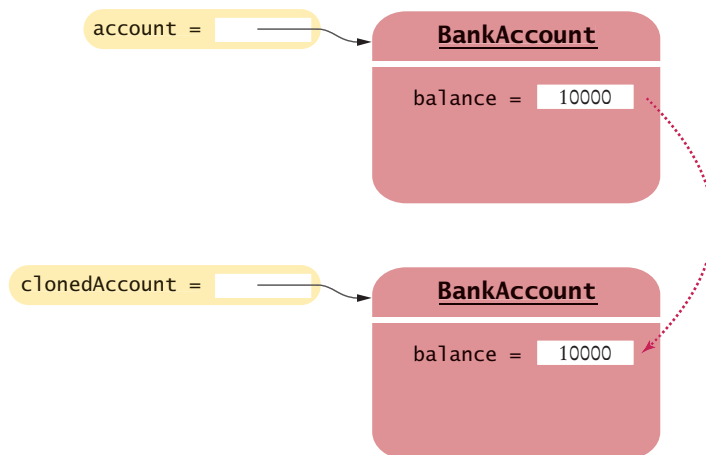 account =
BankAccount
balance = 10000
clonedAccount =
BankAccount
balance = 10000